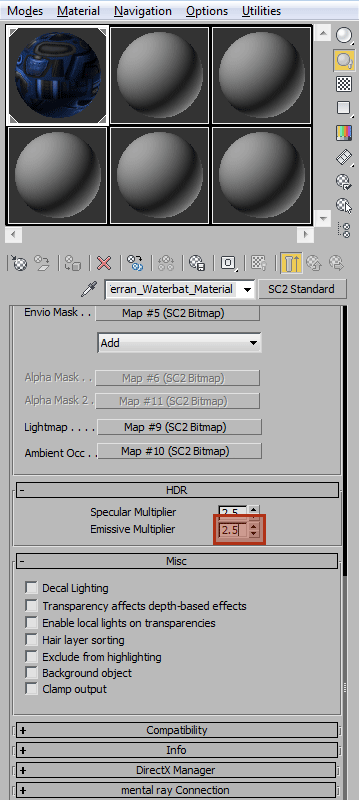 Modes Material Navigation Options Utilities
erran_Waterbat_Material SC2 Standard
Envio Mask . . Map #5 (SC2 Bitmap)
Add
Alpha Mask . . Map #6 (SC2 Bitmap)
Alpha Mask 2 . Map #11 (SC2 Bitmap)
Lightmap . . . . Map #9 (SC2 Bitmap)
Ambient Occ . . Map #10 (SC2 Bitmap)
- HDR
Specular Multiplier 2.5
Emissive Multiplier 2.5
- Misc
Decal Lighting
Transparency affects depth-based effects
Enable local lights on transparencies
Hair layer sorting
Exclude from highlighting
Background object
Clamp output
+ Compatibility
+ Info
+ DirectX Manager
+ mental ray Connection